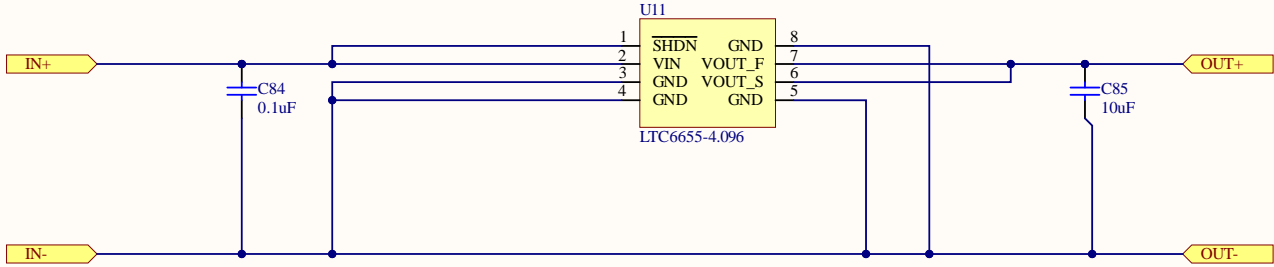 U11
1 SHDN GND 8
IN+ 2 VIN VOUT_F 7 OUT+
3 GND VOUT_S 6
C84 4 GND GND 5 C85
0.1uF 10uF
LTC6655-4.096
IN- OUT-